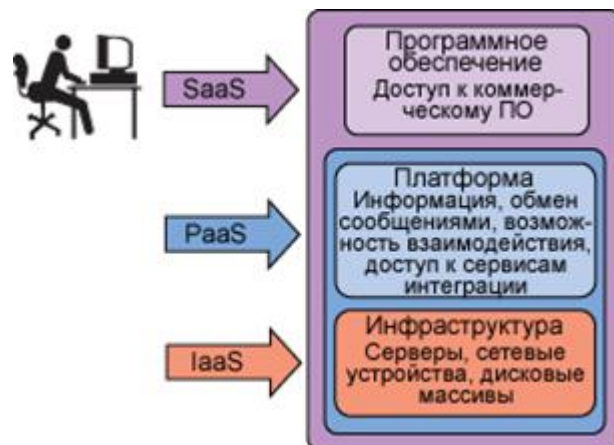 SaaS
Программное
обеспечение
Доступ к коммер-
ческому ПО
PaaS
Платформа
Информация, обмен
сообщениями, возмож-
ность взаимодействия,
доступ к сервисам
интеграции
IaaS
Инфраструктура
Серверы, сетевые
устройства, дисковые
массивы